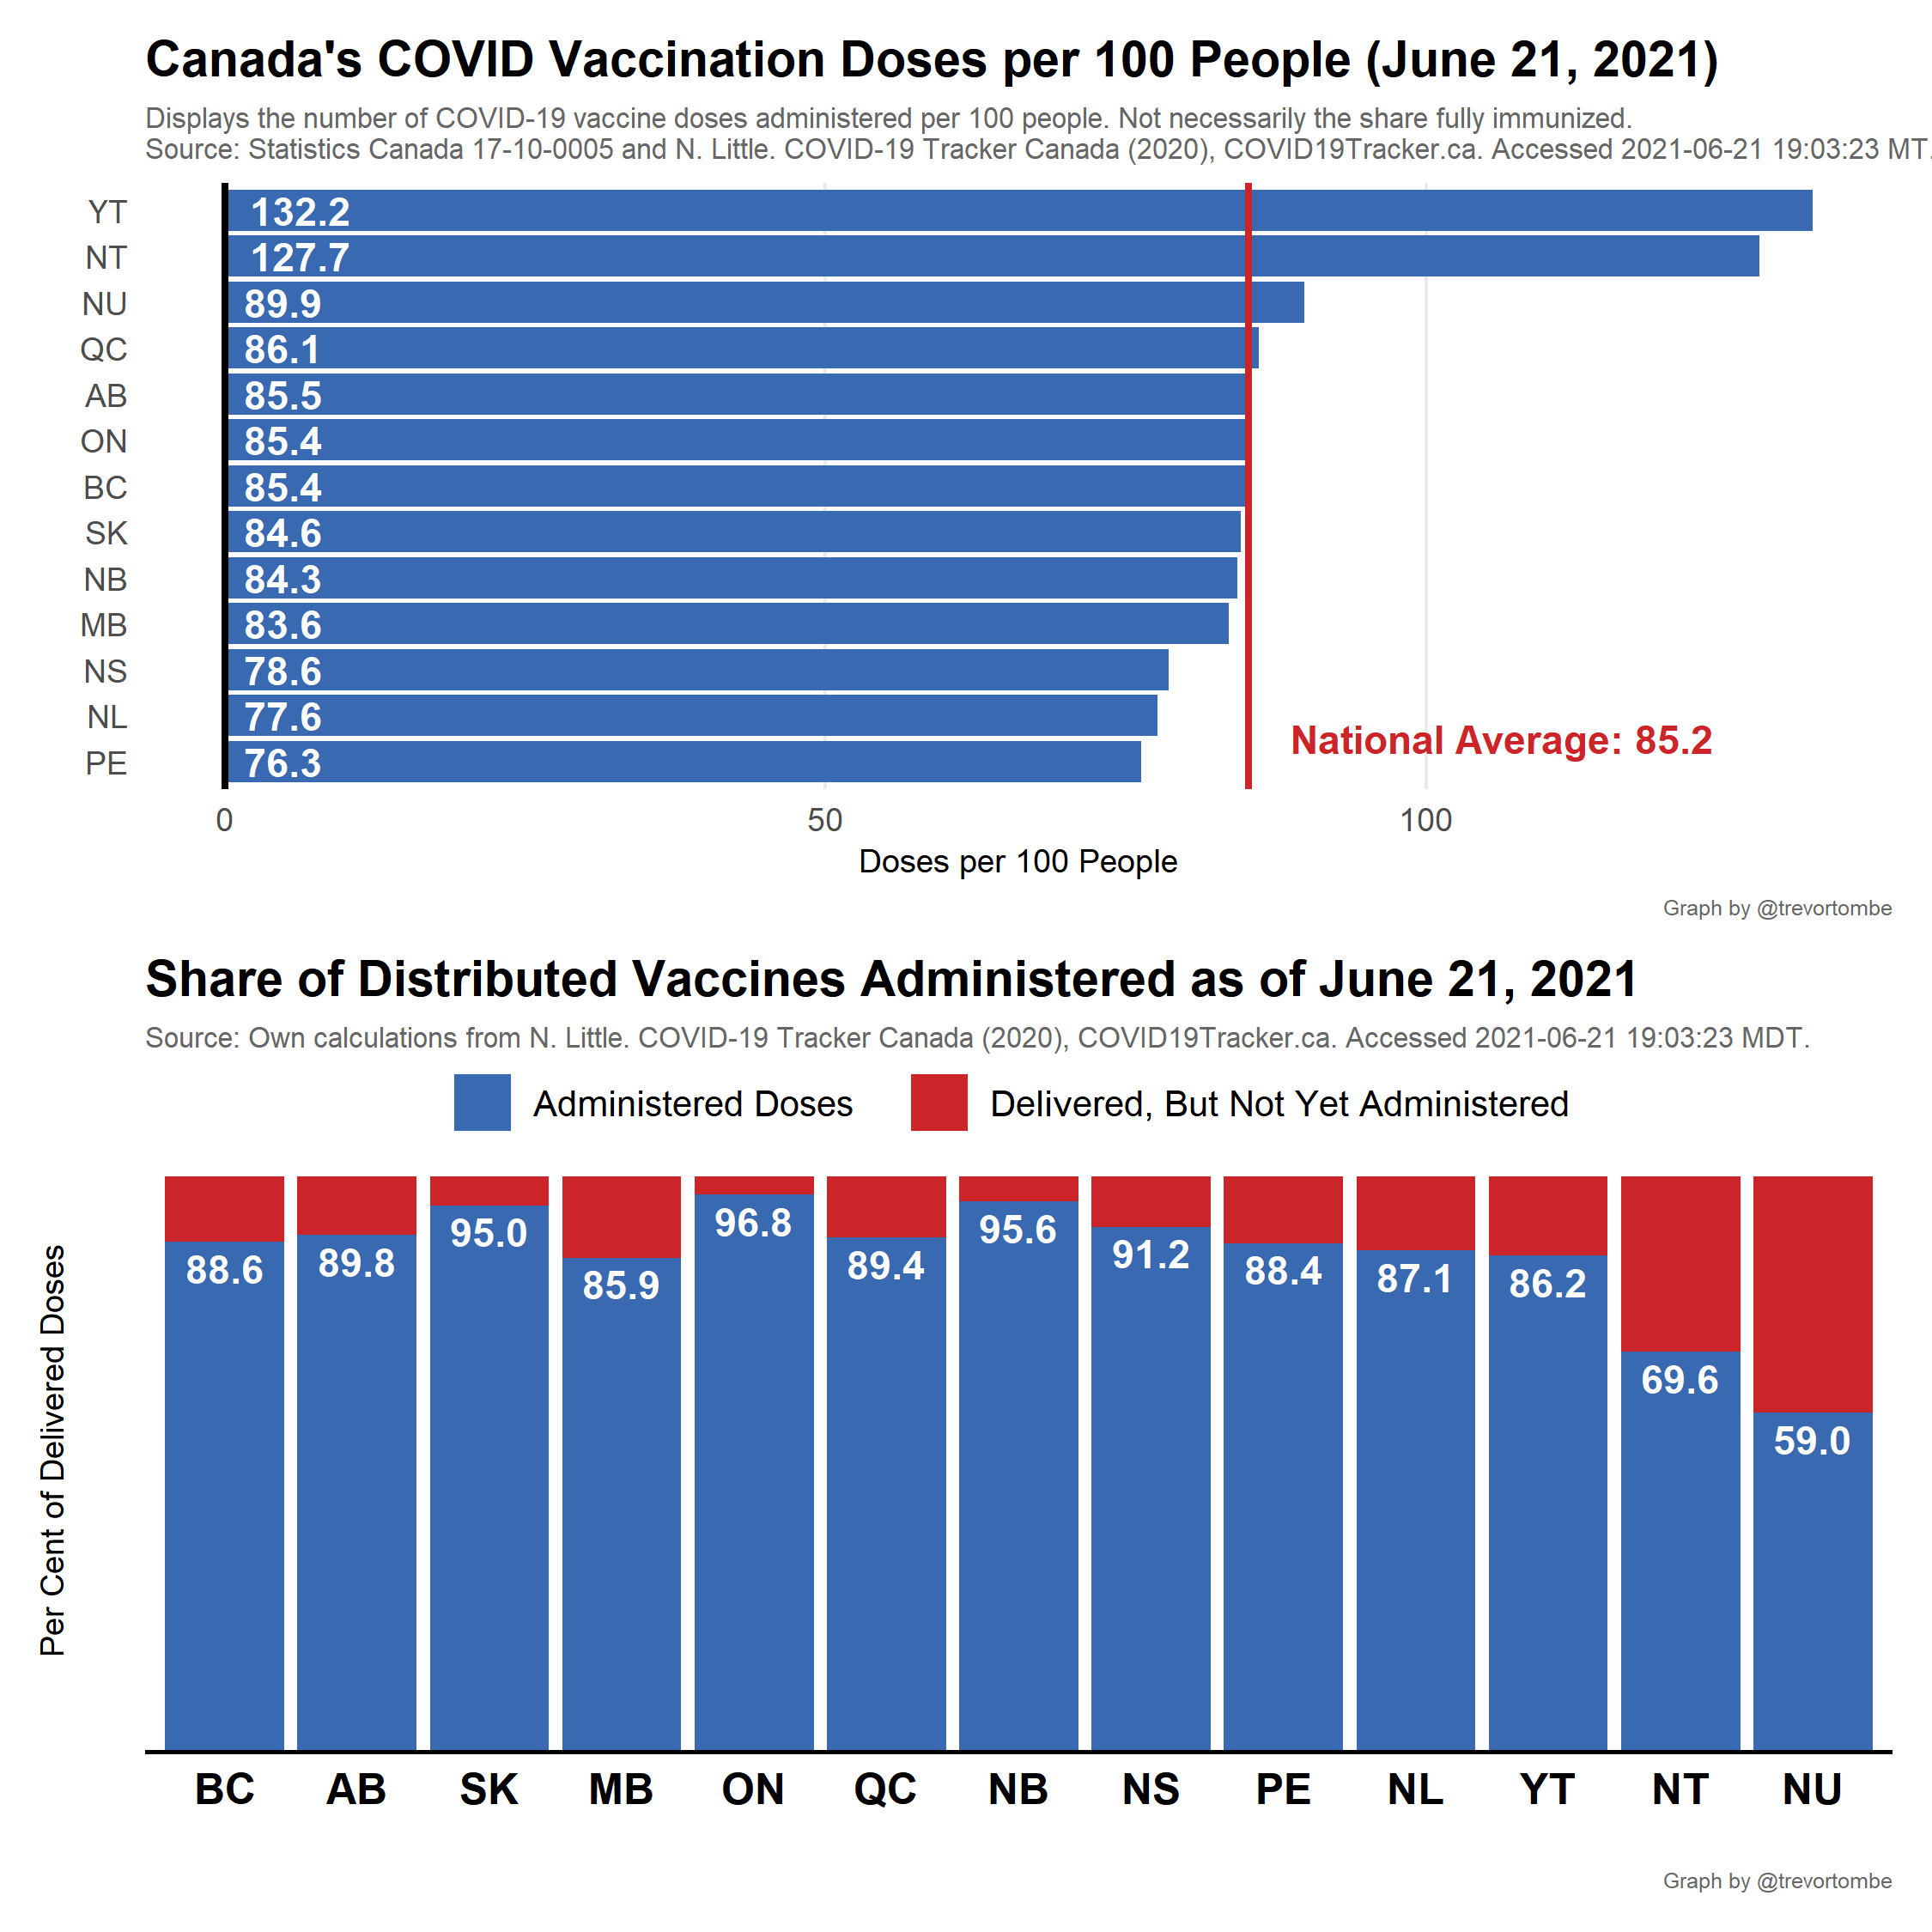 Canada's COVID Vaccination Doses per 100 People (June 21, 2021)
Displays the number of COVID-19 vaccine doses administered per 100 people. Not necessarily the share fully immunized.
Source: Statistics Canada 17-10-0005 and N. Little. COVID-19 Tracker Canada (2020), COVID19Tracker.ca. Accessed 2021-06-21 19:03:23 MT.
YT 132.2
NT 127.7
NU 89.9
QC 86.1
AB 85.5
ON 85.4
BC 85.4
SK 84.6
NB 84.3
MB 83.6
NS 78.6
NL 77.6
National Average: 85.2
PE 76.3
0 50 100
Doses per 100 People
Graph by @trevortombe
Share of Distributed Vaccines Administered as of June 21, 2021
Source: Own calculations from N. Little. COVID-19 Tracker Canada (2020), COVID19Tracker.ca. Accessed 2021-06-21 19:03:23 MDT.
Administered Doses Delivered, But Not Yet Administered
Per Cent of Delivered Doses
88.6 89.8 95.0 85.9 96.8 89.4 95.6 91.2 88.4 87.1 86.2 69.6 59.0
BC AB SK MB ON QC NB NS PE NL YT NT NU
Graph by @trevortombe